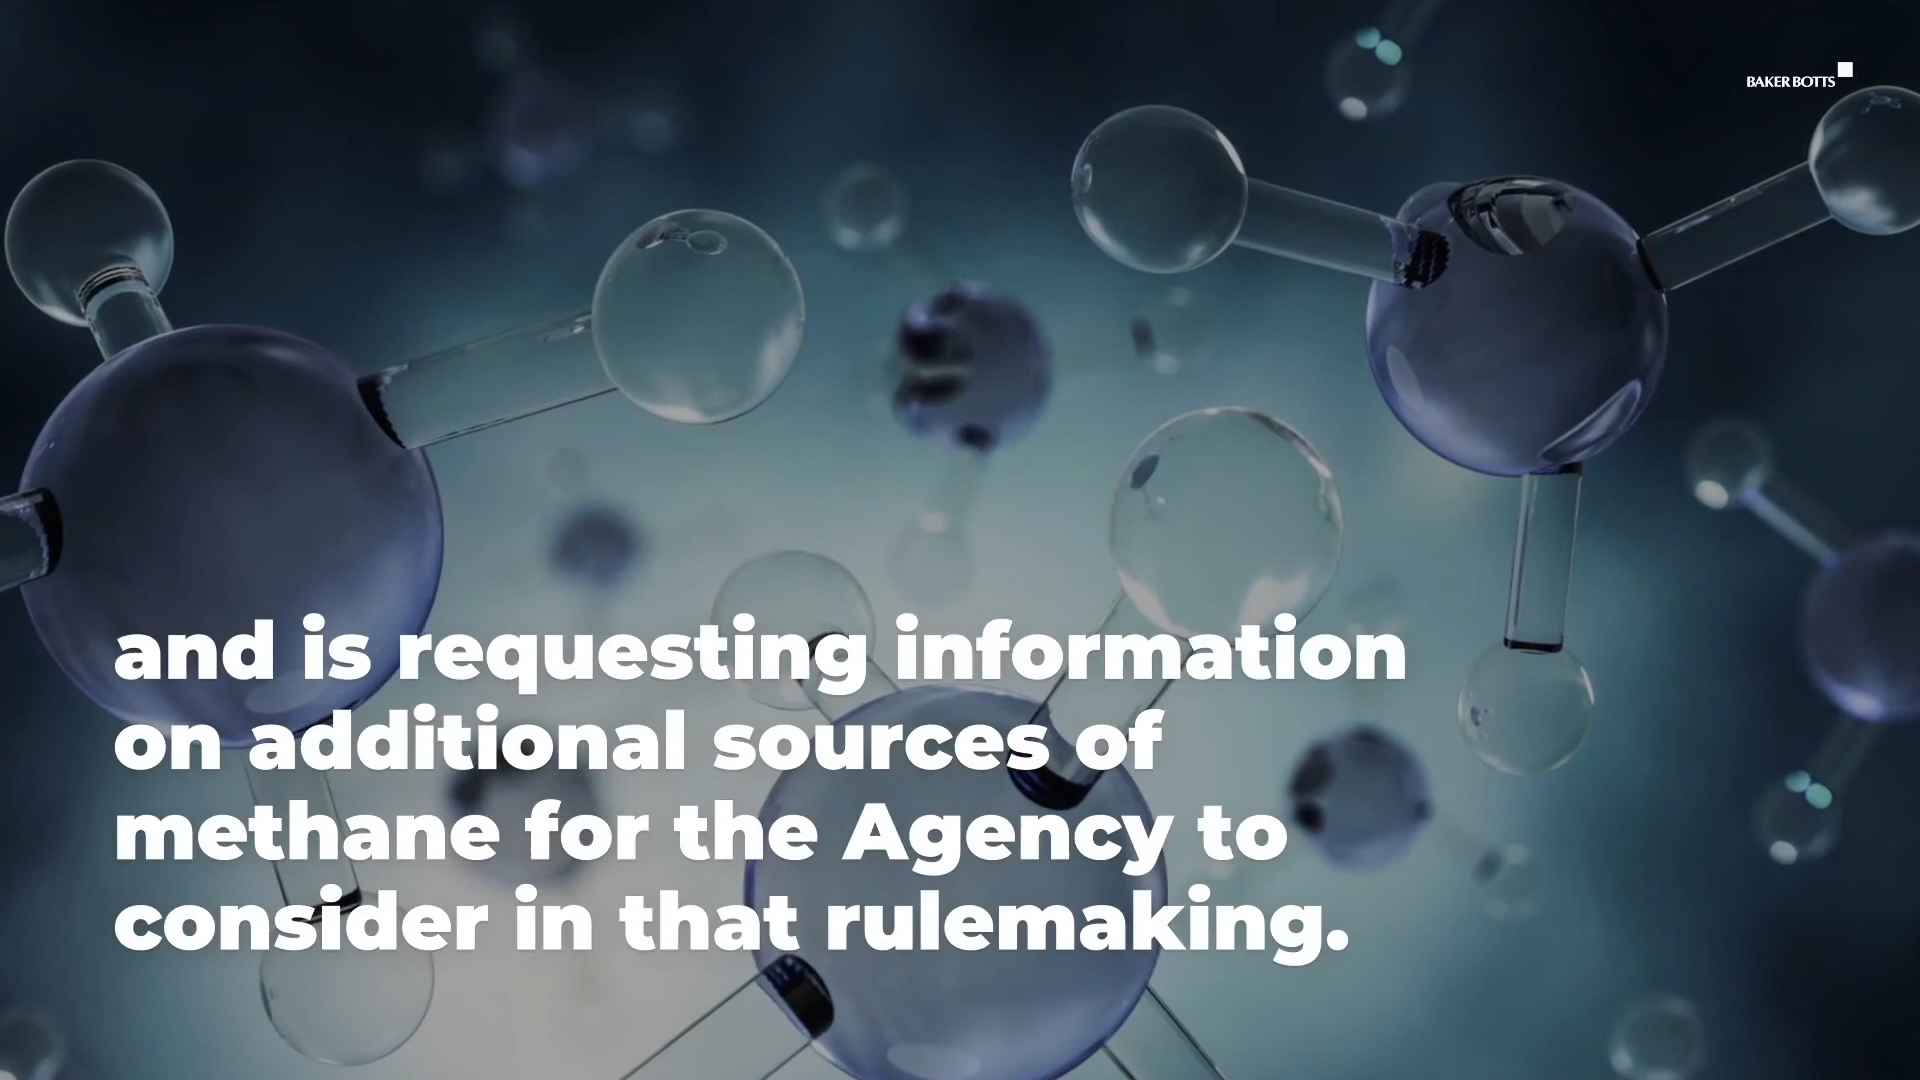 BAKER BOTTS
and is requesting information
on additional sources of
methane for the Agency to
consider in that rulemaking.